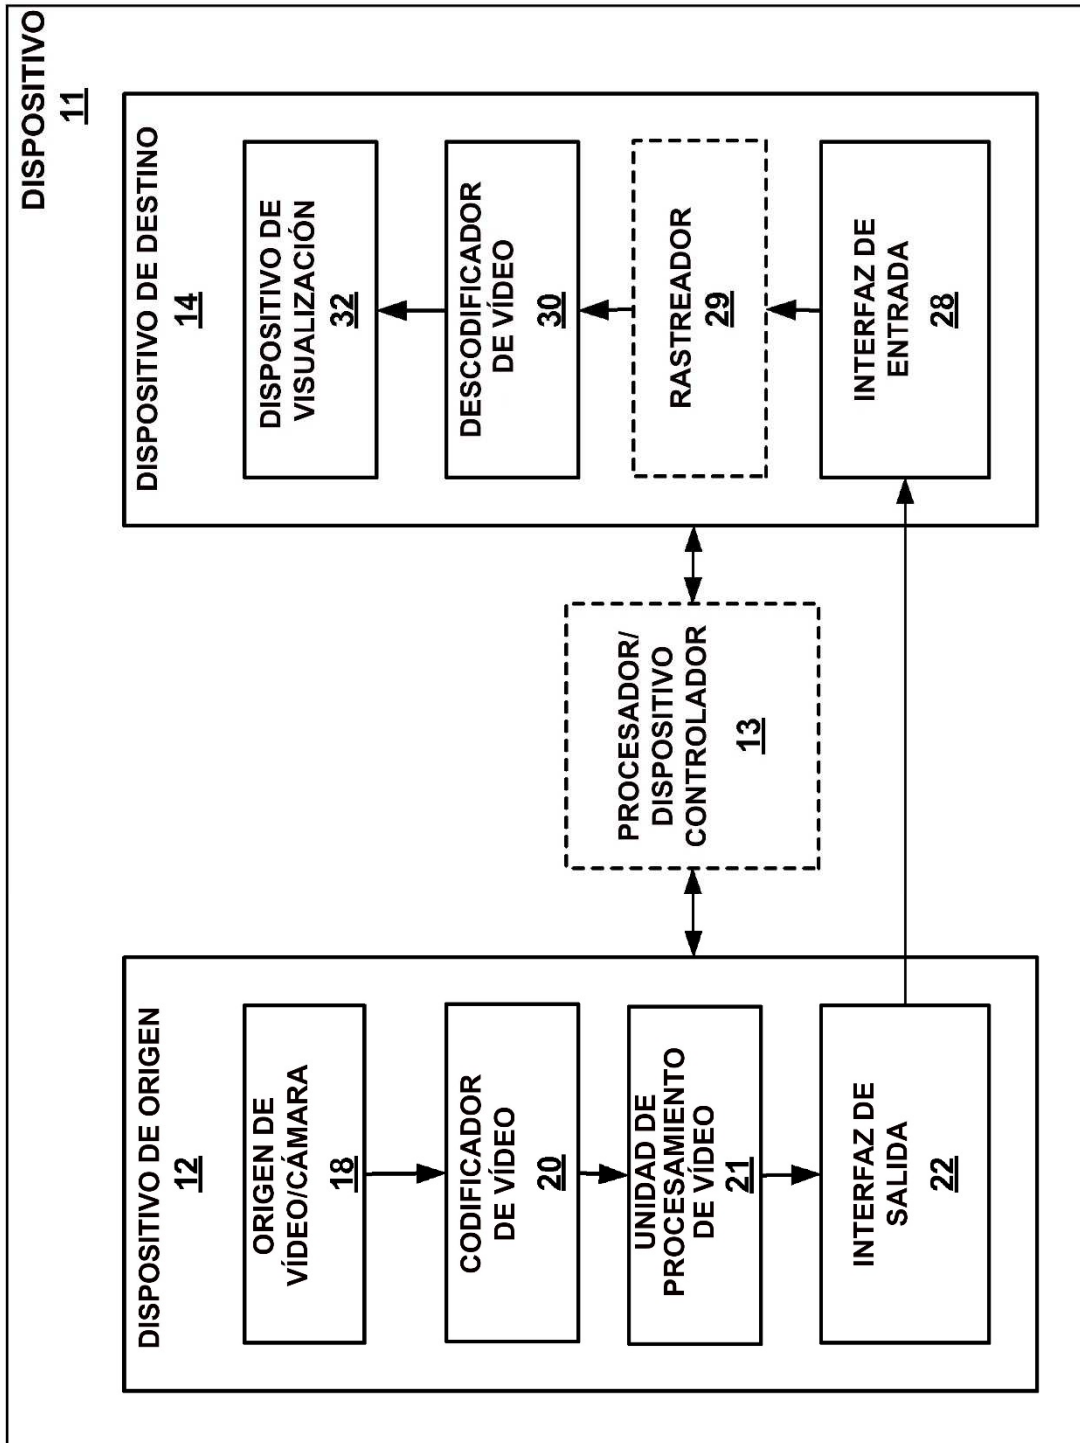 DISPOSITIVO
11
DISPOSITIVO DE ORIGEN
12
ORIGEN DE
VÍDEO/CÁMARA
18
CODIFICADOR
DE VÍDEO
20
UNIDAD DE
PROCESAMIENTO
DE VÍDEO
21
INTERFAZ DE
SALIDA
22
PROCESADOR/
DISPOSITIVO
CONTROLADOR
13
DISPOSITIVO DE DESTINO
14
DISPOSITIVO DE
VISUALIZACIÓN
32
DESCODIFICADOR
DE VÍDEO
30
RASTREADOR
29
INTERFAZ DE
ENTRADA
28